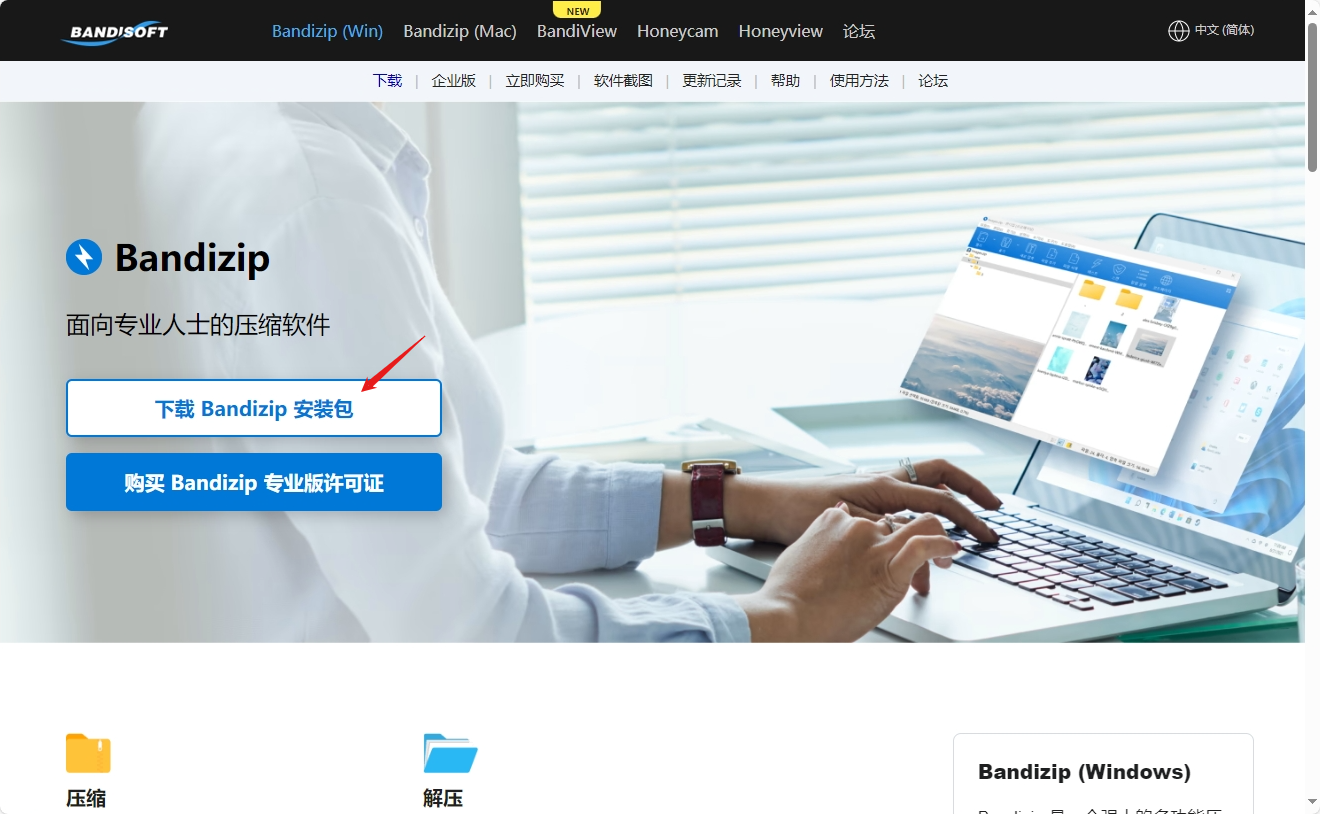 BANDISOFT
Bandizip (Win) Bandizip (Mac) BandiView Honeycam Honeyview 论坛
NEW
中文 (简体)
下载 | 企业版 | 立即购买 | 软件截图 | 更新记录 | 帮助 | 使用方法 | 论坛
Bandizip
面向专业人士的压缩软件
下载 Bandizip 安装包
购买 Bandizip 专业版许可证
压缩
解压
Bandizip (Windows)